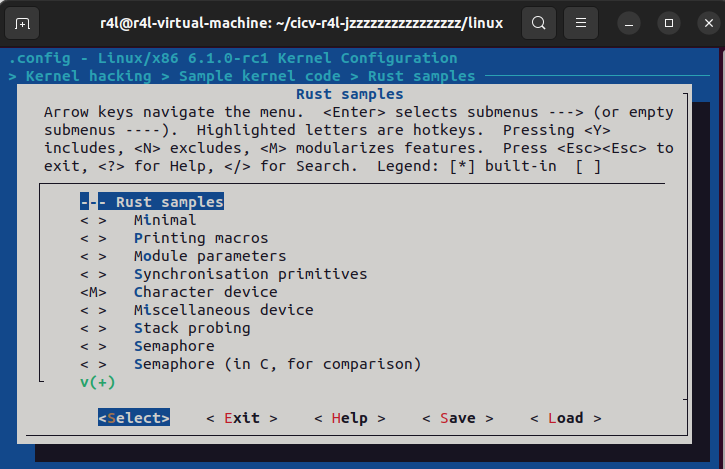 r4l@r4l-virtual-machine: ~/cicv-r4l-jzzzzzzzzzzzzzzzz/linux
.config - Linux/x86 6.1.0-rc1 Kernel Configuration
> Kernel hacking > Sample kernel code > Rust samples
Rust samples
Arrow keys navigate the menu.  <Enter> selects submenus ---> (or empty
submenus ----).  Highlighted letters are hotkeys.  Pressing <Y>
includes, <N> excludes, <M> modularizes features.  Press <Esc><Esc> to
exit, <?> for Help, </> for Search.  Legend: [*] built-in  [ ]
--- Rust samples
< >   Minimal
< >   Printing macros
< >   Module parameters
< >   Synchronisation primitives
<M>   Character device
< >   Miscellaneous device
< >   Stack probing
< >   Semaphore
< >   Semaphore (in C, for comparison)
v(+)
<Select>    < Exit >    < Help >    < Save >    < Load >